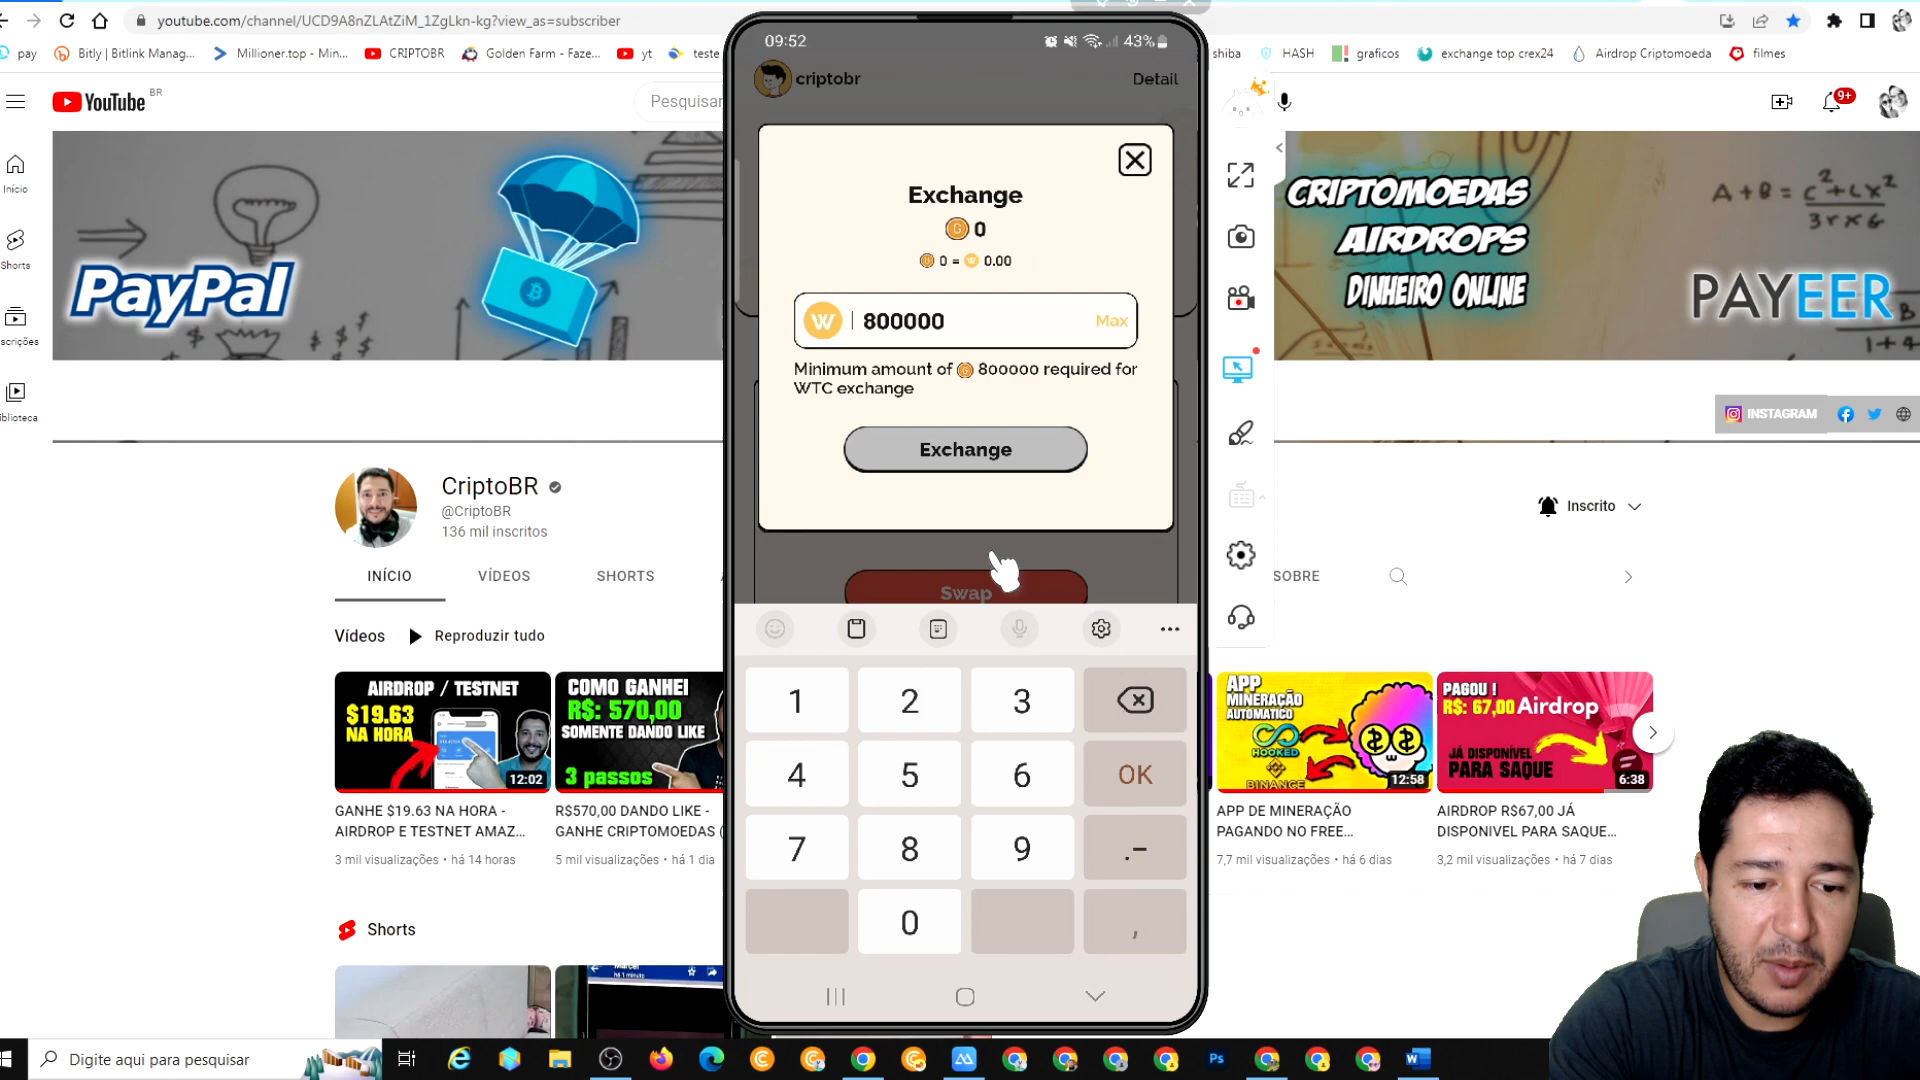 youtube.com/channel/UCD9A8nZLAtZiM_1ZgLkn-kg?view_as=subscriber
pay
Bitly | Bitlink Manag...
Millioner.top - Min...
CRIPTOBR
Golden Farm - Faze...
yt
teste
shiba
HASH
graficos
exchange top crex24
Airdrop Criptomoeda
filmes
YouTube BR
Pesquisar
9+
Início
Shorts
scrições
iblioteca
PayPal
CRIPTOMOEDAS
AIRDROPS
DINHEIRO ONLINE
PAYEER
INSTAGRAM
CriptoBR
@CriptoBR
136 mil inscritos
Inscrito
INÍCIO
VÍDEOS
SHORTS
SOBRE
Vídeos
Reproduzir tudo
AIRDROP / TESTNET
$19.63
NA HORA
12:02
GANHE $19.63 NA HORA -
AIRDROP E TESTNET AMAZ...
3 mil visualizações • há 14 horas
COMO GANHEI
R$: 570,00
SOMENTE DANDO LIKE
3 passos
R$570,00 DANDO LIKE -
GANHE CRIPTOMOEDAS (
5 mil visualizações • há 1 dia
APP
MINERAÇÃO
AUTOMATICO
HOOKED
BINANCE
12:58
APP DE MINERAÇÃO
PAGANDO NO FREE...
7,7 mil visualizações • há 6 dias
PAGOU !
R$: 67,00 Airdrop
JÁ DISPONÍVEL
PARA SAQUE
6:38
AIRDROP R$67,00 JÁ
DISPONIVEL PARA SAQUE...
3,2 mil visualizações • há 7 dias
Shorts
09:52
43%
criptobr
Detail
Exchange
G 0
G 0 = W 0.00
W | 800000
Max
Minimum amount of G 800000 required for
WTC exchange
Exchange
Swap
1 2 3
4 5 6 OK
7 8 9 .-
0 ,
Digite aqui para pesquisar